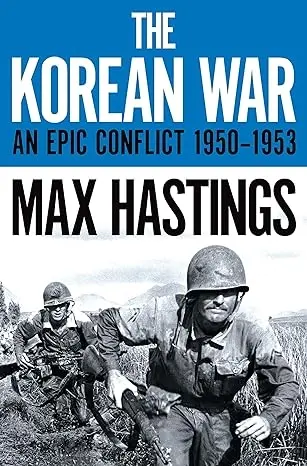 THE
KOREAN WAR
AN EPIC CONFLICT 1950–1953
MAX HASTINGS